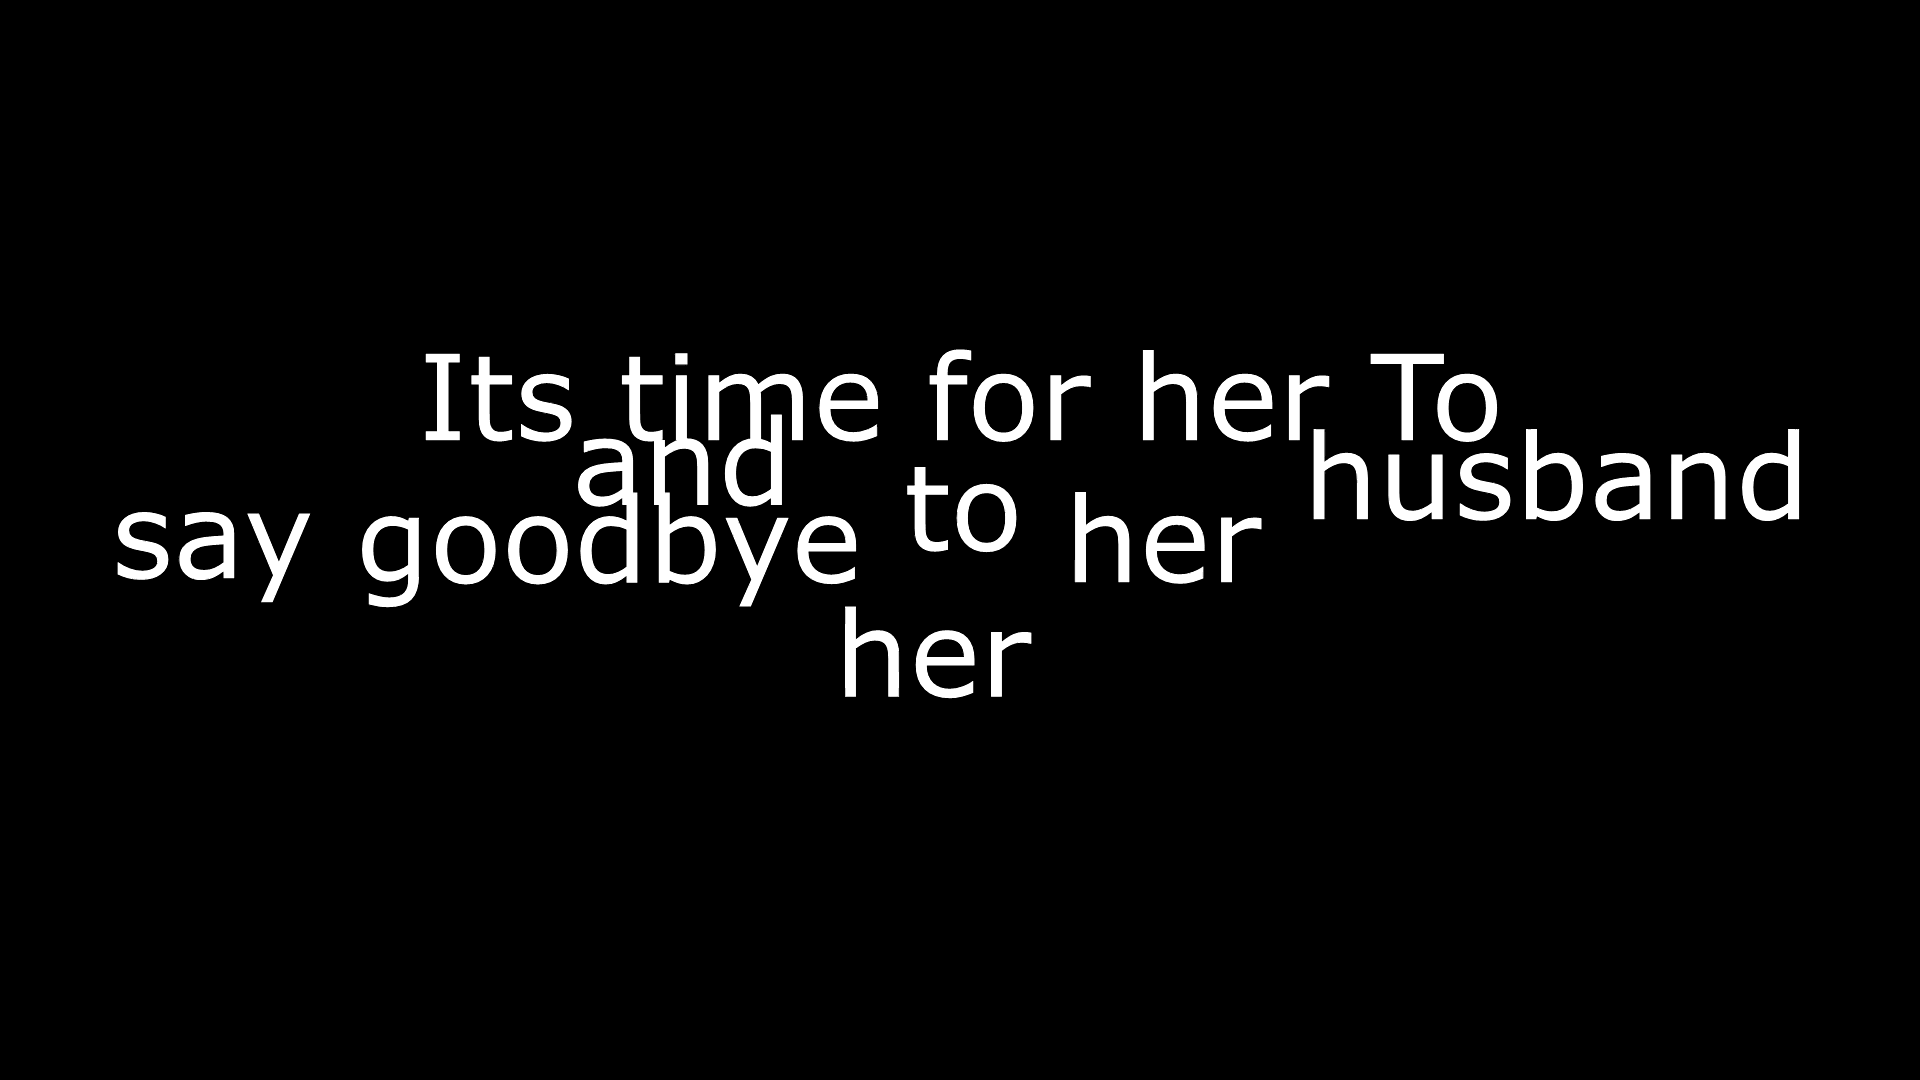 Its time for her To
and husband
say goodbye to her
her